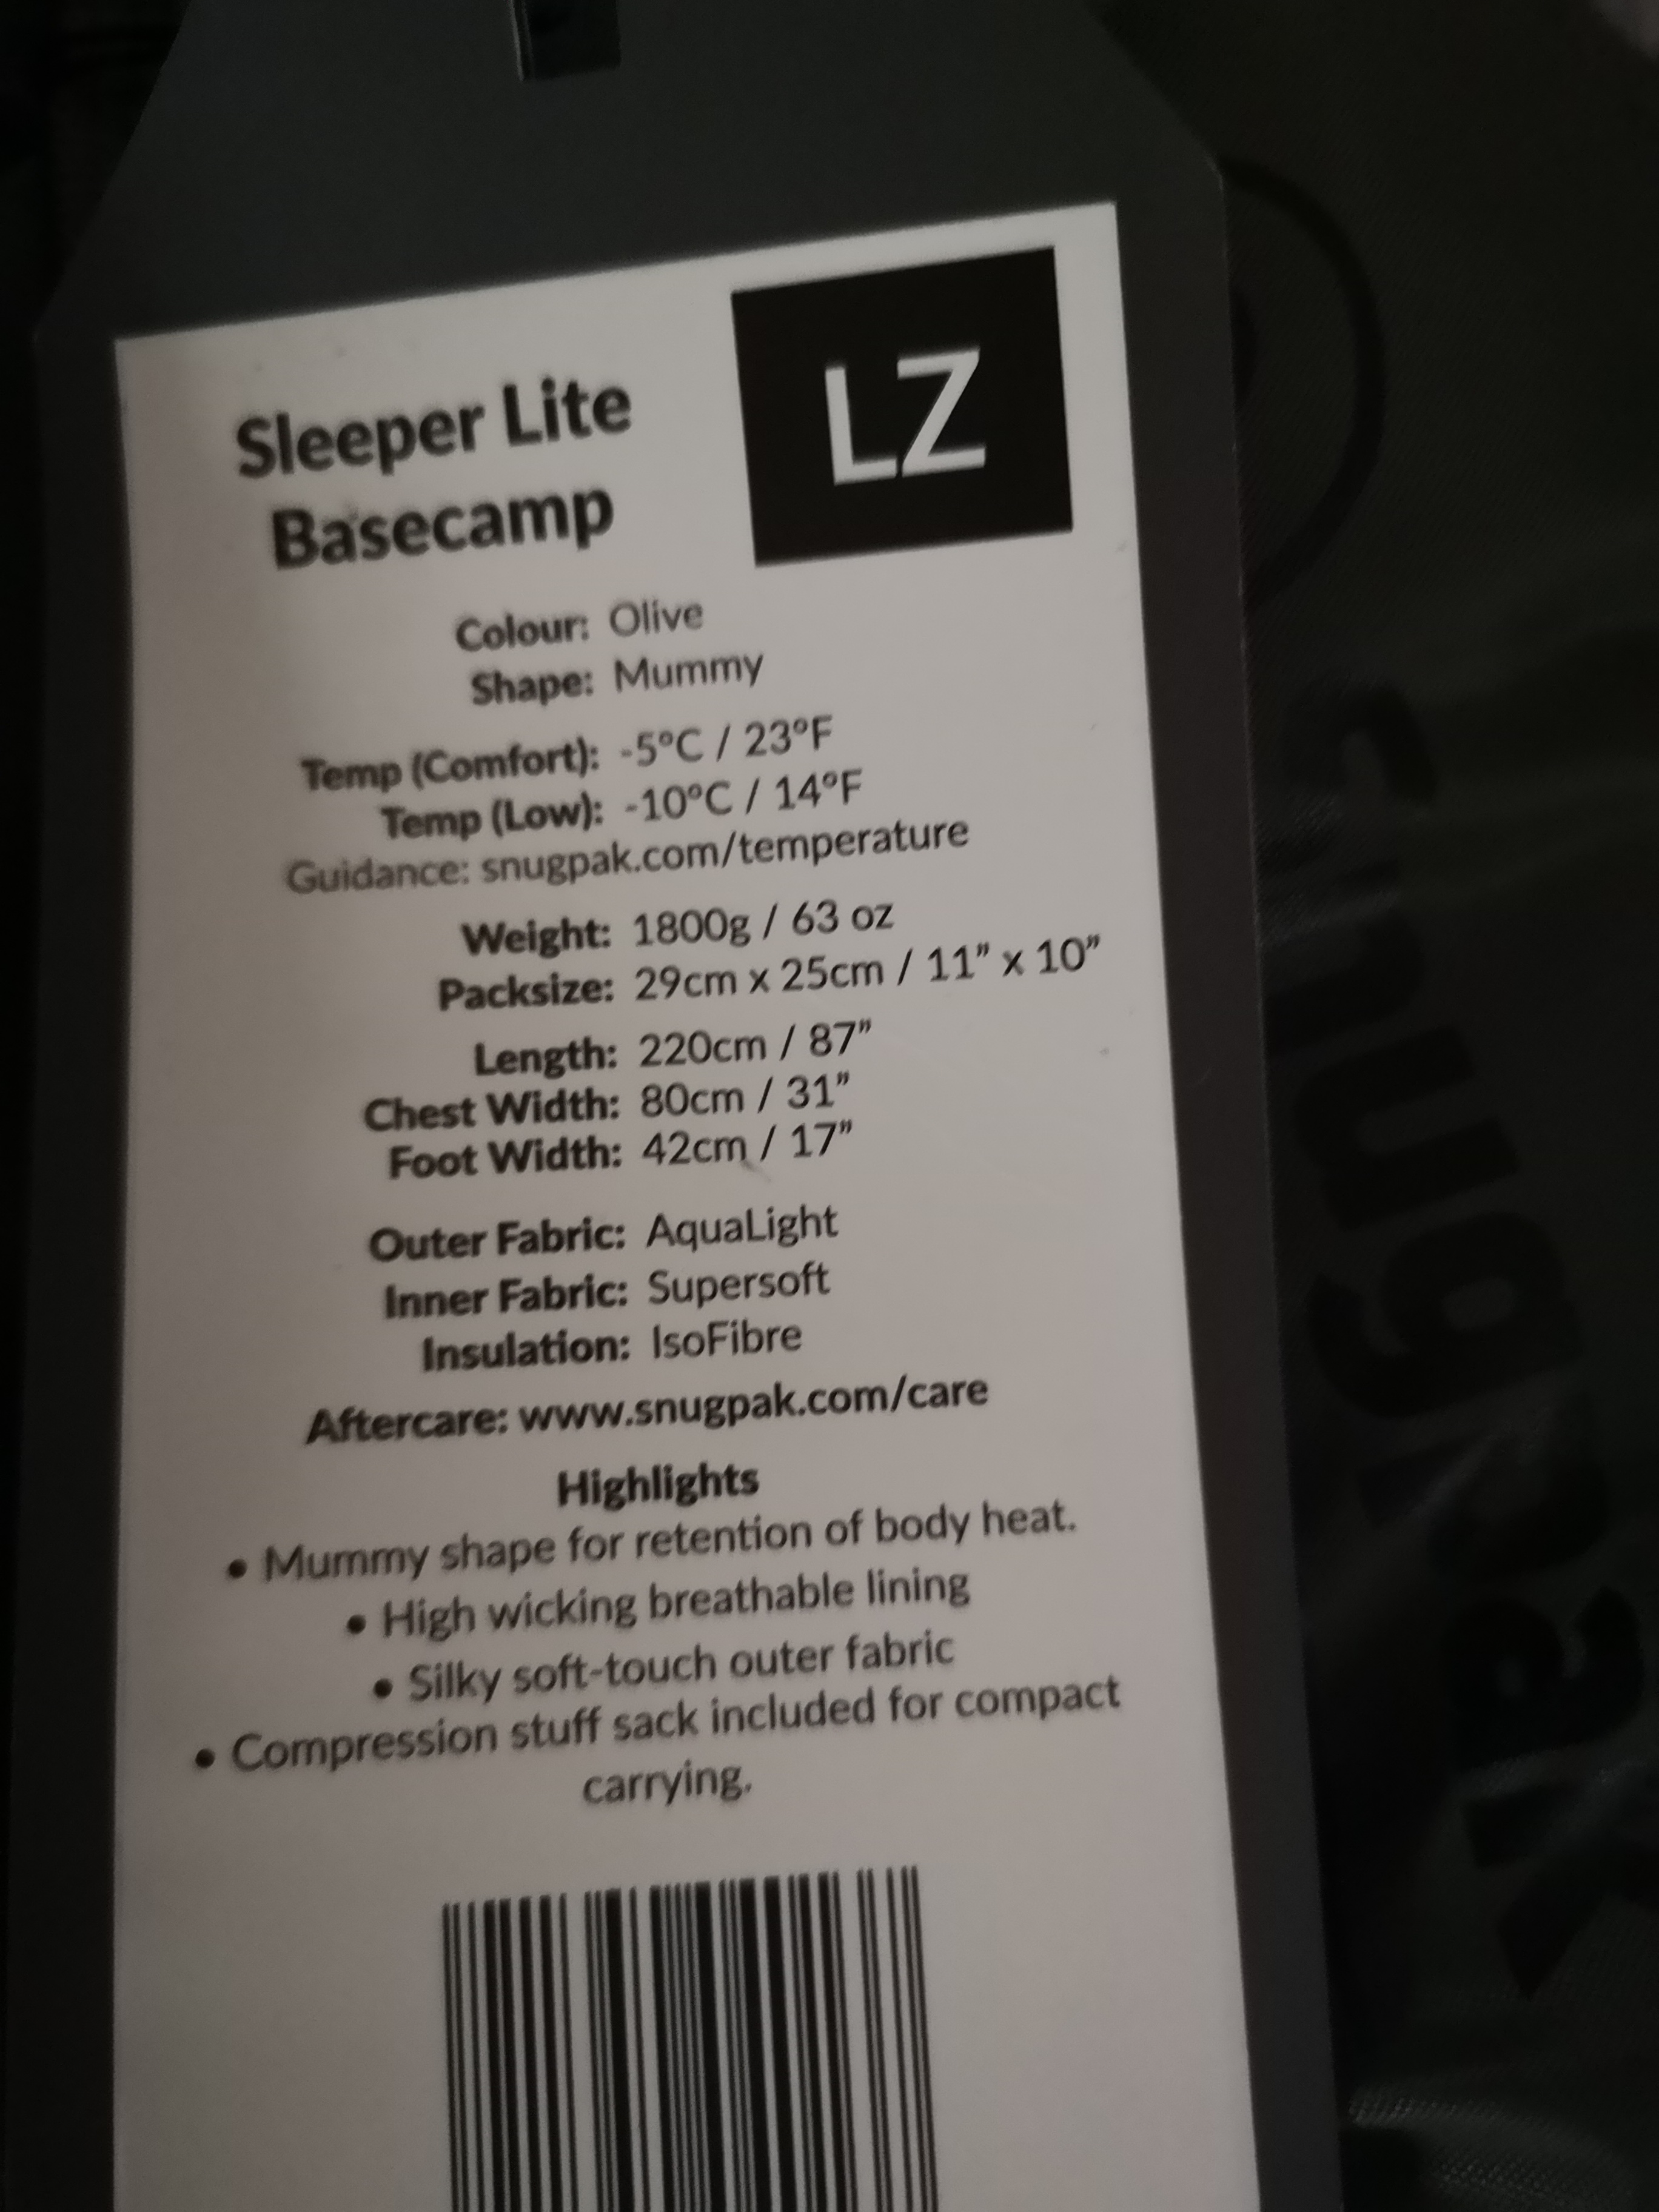 Sleeper Lite
Basecamp
LZ
Colour: Olive
Shape: Mummy
Temp (Comfort): -5°C / 23°F
Temp (Low): -10°C / 14°F
Guidance: snugpak.com/temperature
Weight: 1800g / 63 oz
Packsize: 29cm x 25cm / 11” x 10”
Length: 220cm / 87”
Chest Width: 80cm / 31”
Foot Width: 42cm / 17”
Outer Fabric: AquaLight
Inner Fabric: Supersoft
Insulation: IsoFibre
Aftercare: www.snugpak.com/care
Highlights
• Mummy shape for retention of body heat.
• High wicking breathable lining
• Silky soft-touch outer fabric
• Compression stuff sack included for compact
carrying.
Snugpak